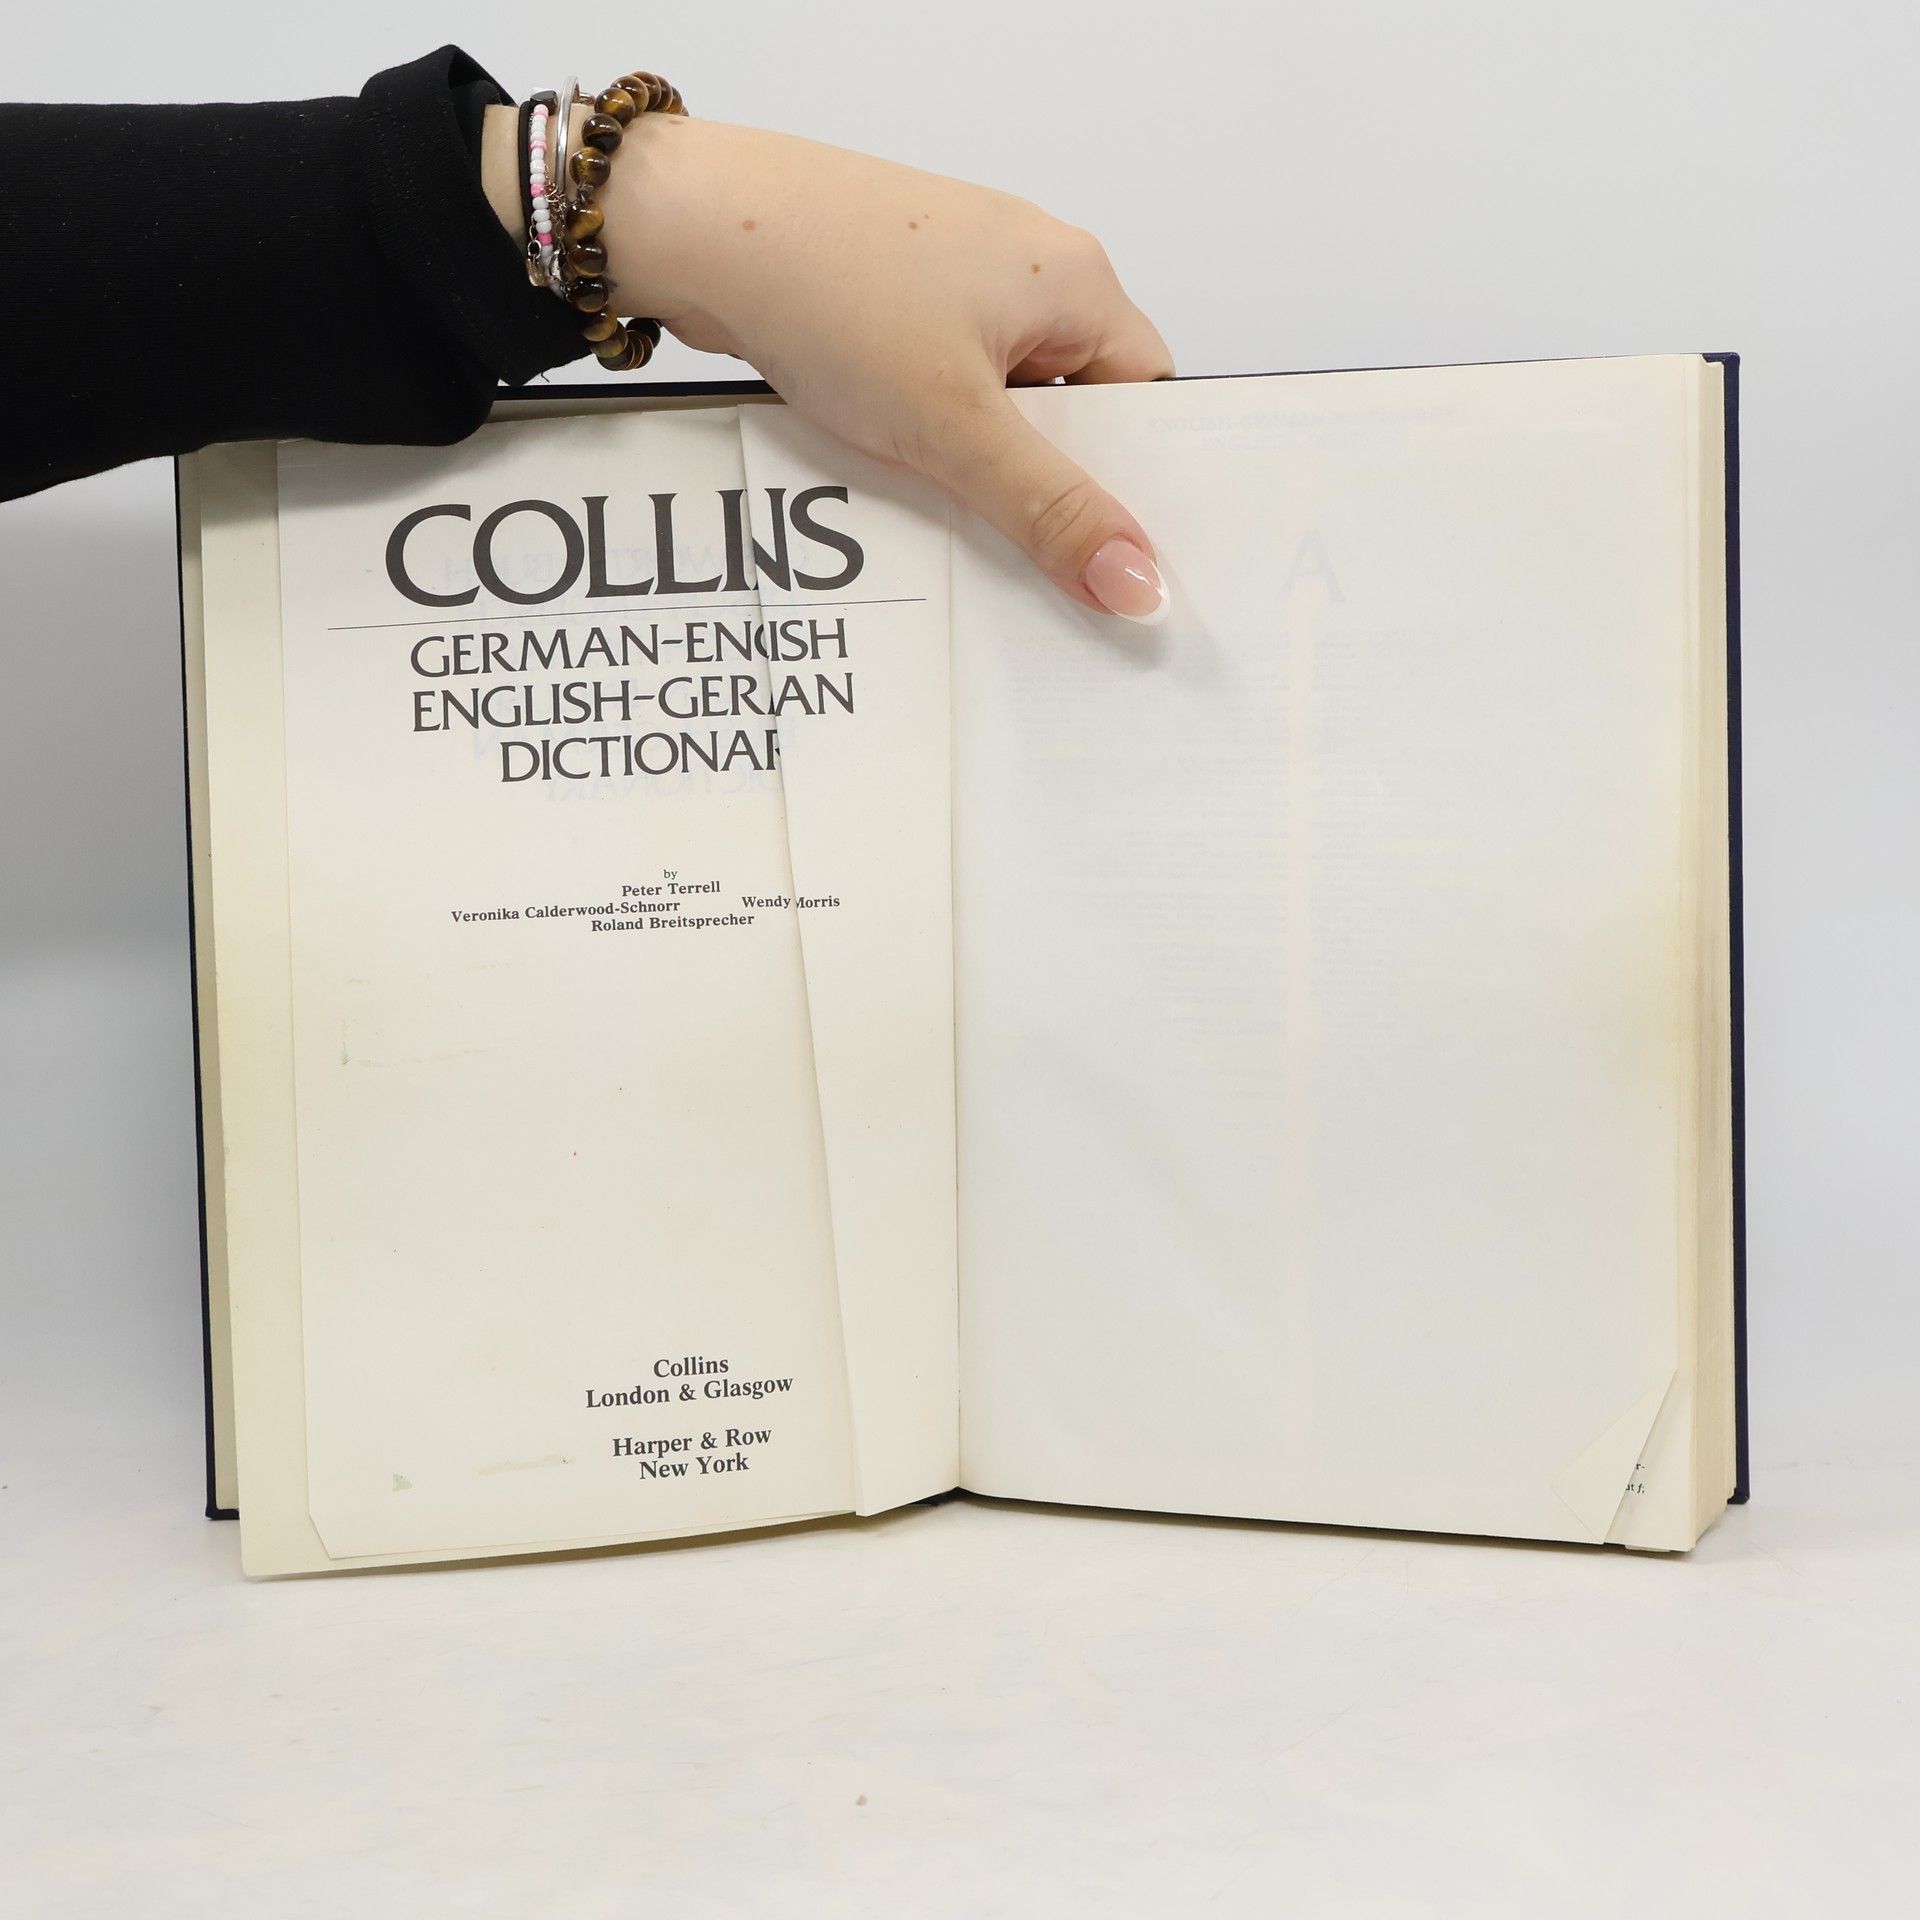 COLLINS
GERMAN-ENGISH
ENGLISH-GERAN
DICTIONAR
by
Peter Terrell
Veronika Calderwood-Schnorr Wendy Morris
Roland Breitsprecher
Collins
London & Glasgow
Harper & Row
New York